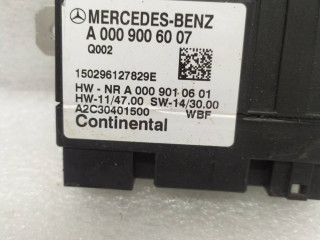 MERCEDES-BENZ
A 000 900 60 07
Q002
150296127829E
HW - NR A 000 901 06 01
HW-11/47.00 SW-14/30.00
A2C30401500 WBF
Continental